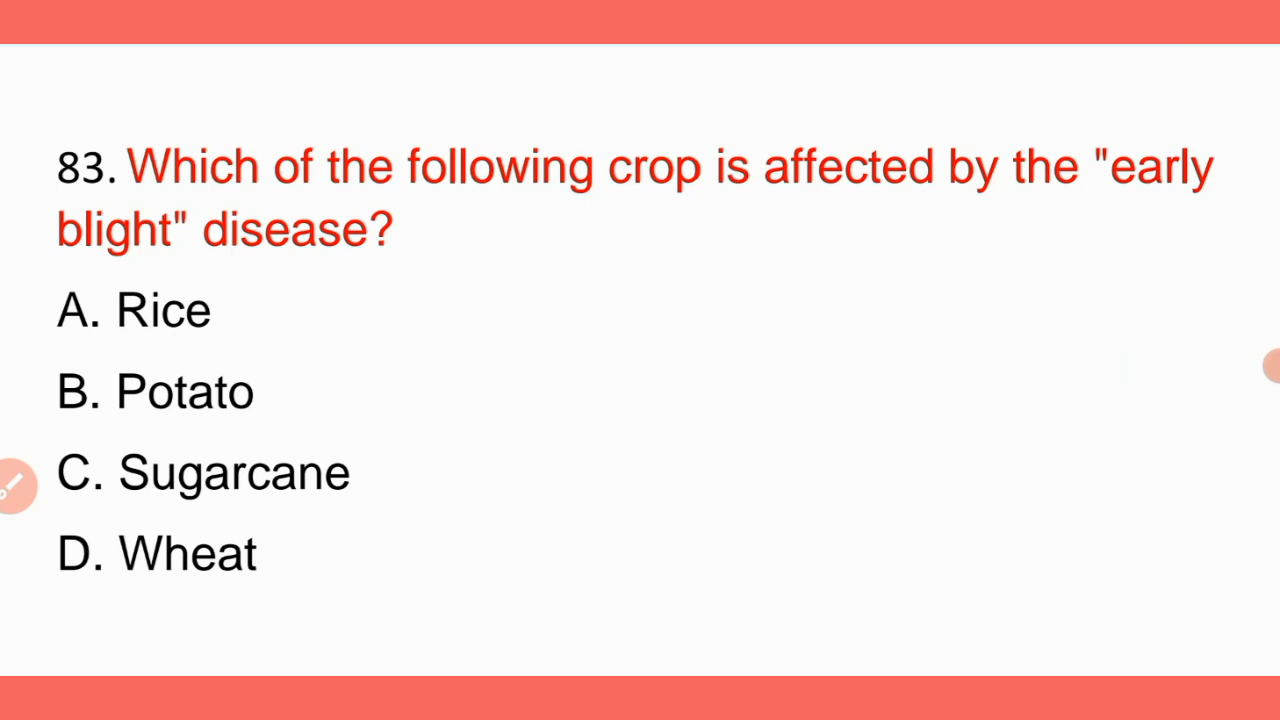 83. Which of the following crop is affected by the "early
blight" disease?
A. Rice
B. Potato
C. Sugarcane
D. Wheat